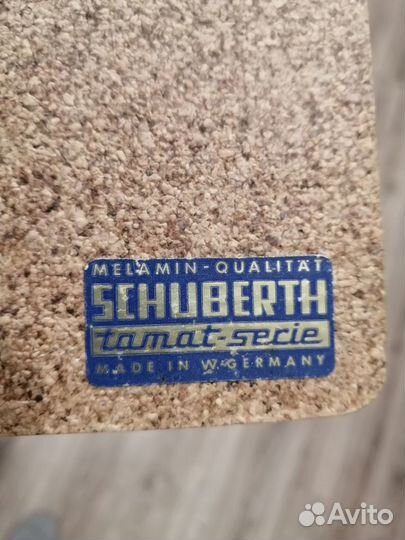 MELAMIN-QUALITÄT
SCHUBERTH
tamat-serie
MADE IN W-GERMANY
Avito